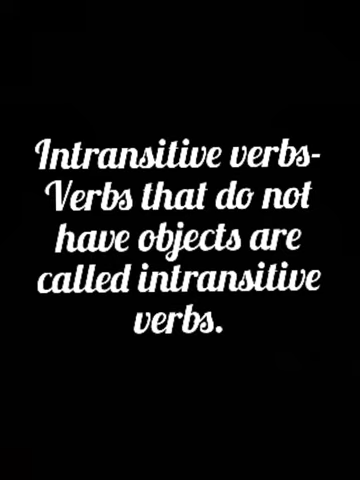 Intransitive verbs-
Verbs that do not
have objects are
called intransitive
verbs.